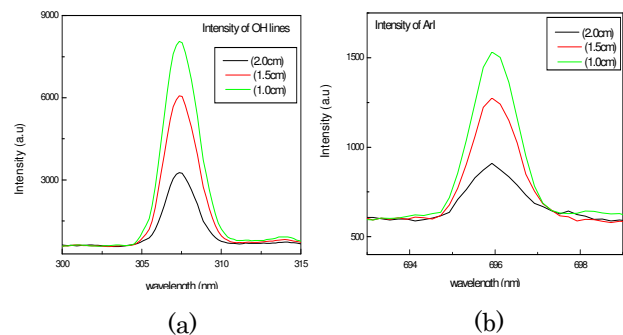 Intensity of OH lines
(2.0cm)
(1.5cm)
(1.0cm)
9000
6000
3000
Intensity (a.u)
300
305
310
315
wavelength (nm)
(a)
Intensity of ArI
(2.0cm)
(1.5cm)
(1.0cm)
1500
1000
500
Intensity (a.u)
694
696
698
wavelength (nm)
(b)